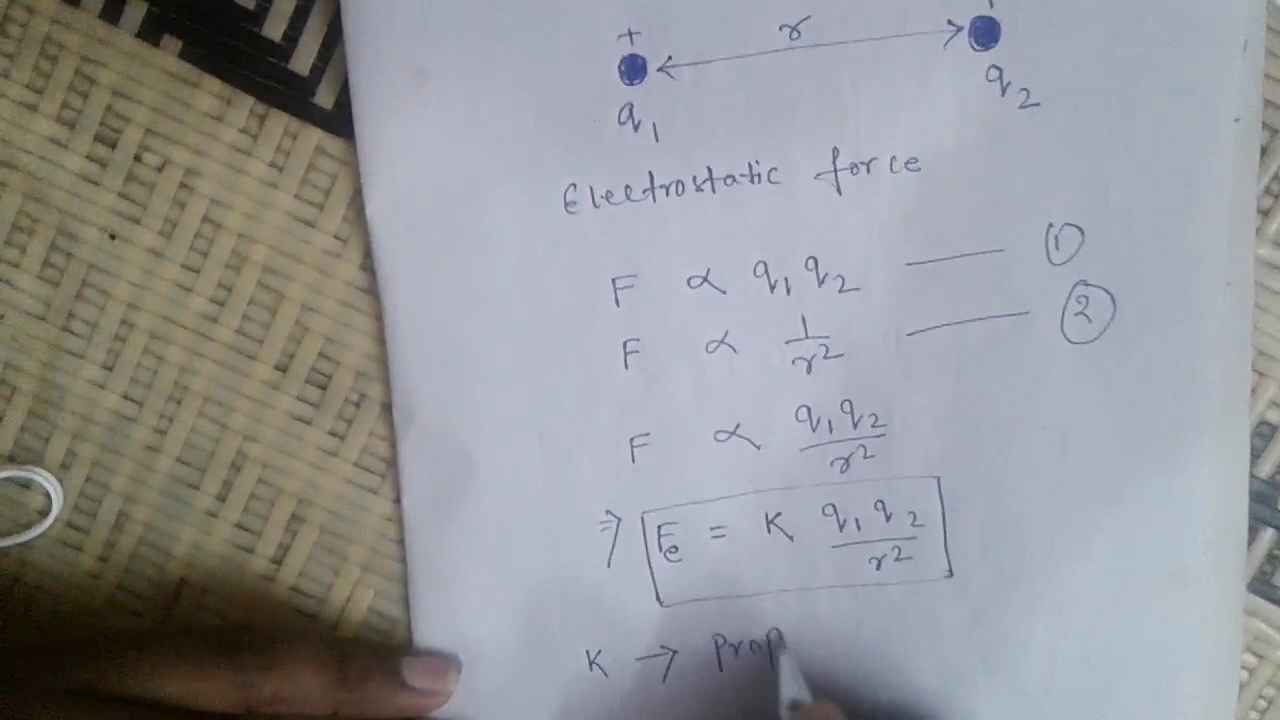 + r
q₁ q₂
Electrostatic force
F ∝ q₁ q₂ —— ①
F ∝ 1/r² —— ②
F ∝ q₁ q₂/r²
⇒ Fe = K q₁ q₂/r²
K → Prop